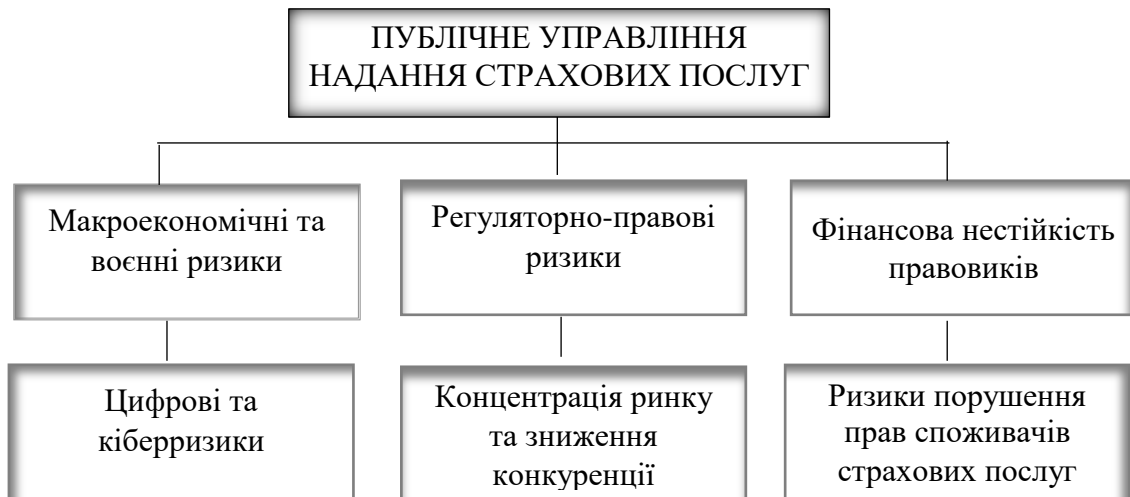 ПУБЛІЧНЕ УПРАВЛІННЯ
НАДАННЯ СТРАХОВИХ ПОСЛУГ
Макроекономічні та
воєнні ризики
Регуляторно-правові
ризики
Фінансова нестійкість
правовиків
Цифрові та
кіберризики
Концентрація ринку
та зниження
конкуренції
Ризики порушення
прав споживачів
страхових послуг